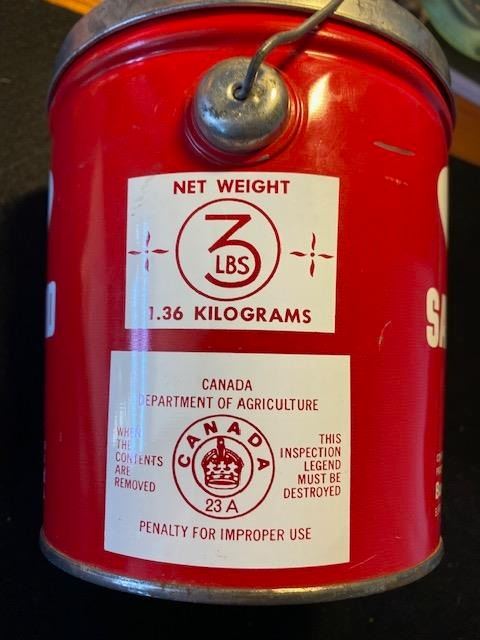 NET WEIGHT
3
LBS
1.36 KILOGRAMS
CANADA
DEPARTMENT OF AGRICULTURE
WHEN
THE
CONTENTS
ARE
REMOVED
CANADA
23 A
THIS
INSPECTION
LEGEND
MUST BE
DESTROYED
PENALTY FOR IMPROPER USE